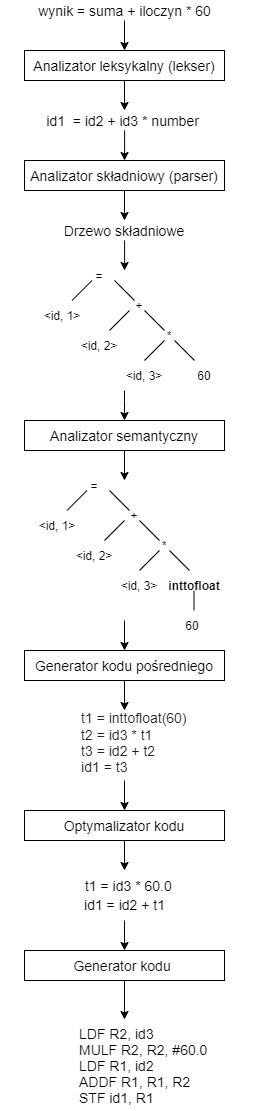 wynik = suma + iloczyn * 60
Analizator leksykalny (lekser)
id1 = id2 + id3 * number
Analizator składniowy (parser)
Drzewo składniowe
=
+
<id, 1>
*
<id, 2>
<id, 3> 60
Analizator semantyczny
=
+
<id, 1>
*
<id, 2>
<id, 3> inttofloat
60
Generator kodu pośredniego
t1 = inttofloat(60)
t2 = id3 * t1
t3 = id2 + t2
id1 = t3
Optymalizator kodu
t1 = id3 * 60.0
id1 = id2 + t1
Generator kodu
LDF R2, id3
MULF R2, R2, #60.0
LDF R1, id2
ADDF R1, R1, R2
STF id1, R1